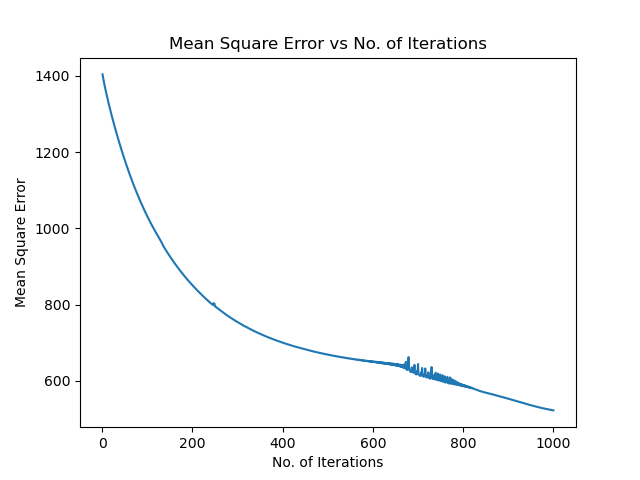 Mean Square Error vs No. of Iterations
1400
1200
1000
800
600
Mean Square Error
0 200 400 600 800 1000
No. of Iterations